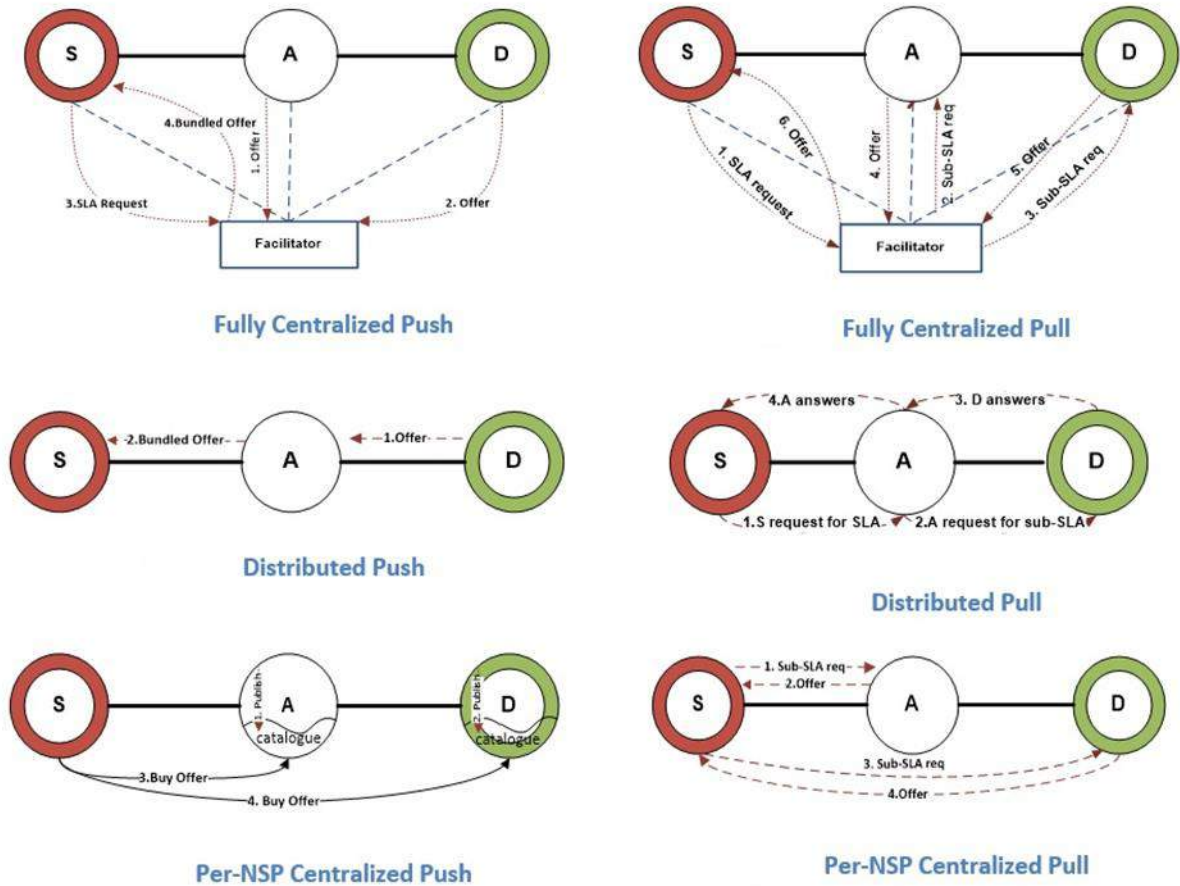 S
A
D
4.Bundled Offer
1. Offer
3.SLA Request
2. Offer
Facilitator
Fully Centralized Push
S
A
D
6. Offer
1. SLA request
4. Offer
2. Sub-SLA req
5. Offer
3. Sub-SLA req
Facilitator
Fully Centralized Pull
S
2.Bundled Offer
A
1.Offer
D
Distributed Push
4.A answers
3. D answers
S
A
D
1.S request for SLA
2.A request for sub-SLA
Distributed Pull
S
1. Publish
A
catalogue
2. Publish
D
catalogue
3.Buy Offer
4. Buy Offer
Per-NSP Centralized Push
S
1. Sub-SLA req
2.Offer
A
D
3. Sub-SLA req
4.Offer
Per-NSP Centralized Pull